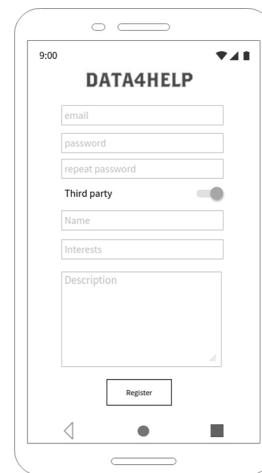 9:00
DATA4HELP
email
password
repeat password
Third party
Name
Interests
Description
Register